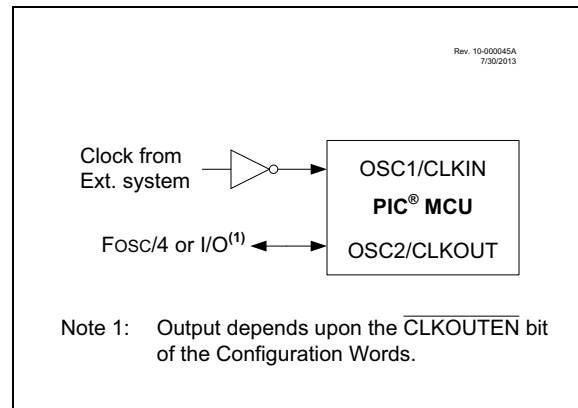 Rev. 10-000045A
7/30/2013
Clock from
Ext. system
OSC1/CLKIN
PIC® MCU
FOSC/4 or I/O(1)
OSC2/CLKOUT
Note 1: Output depends upon the CLKOUTEN bit
of the Configuration Words.